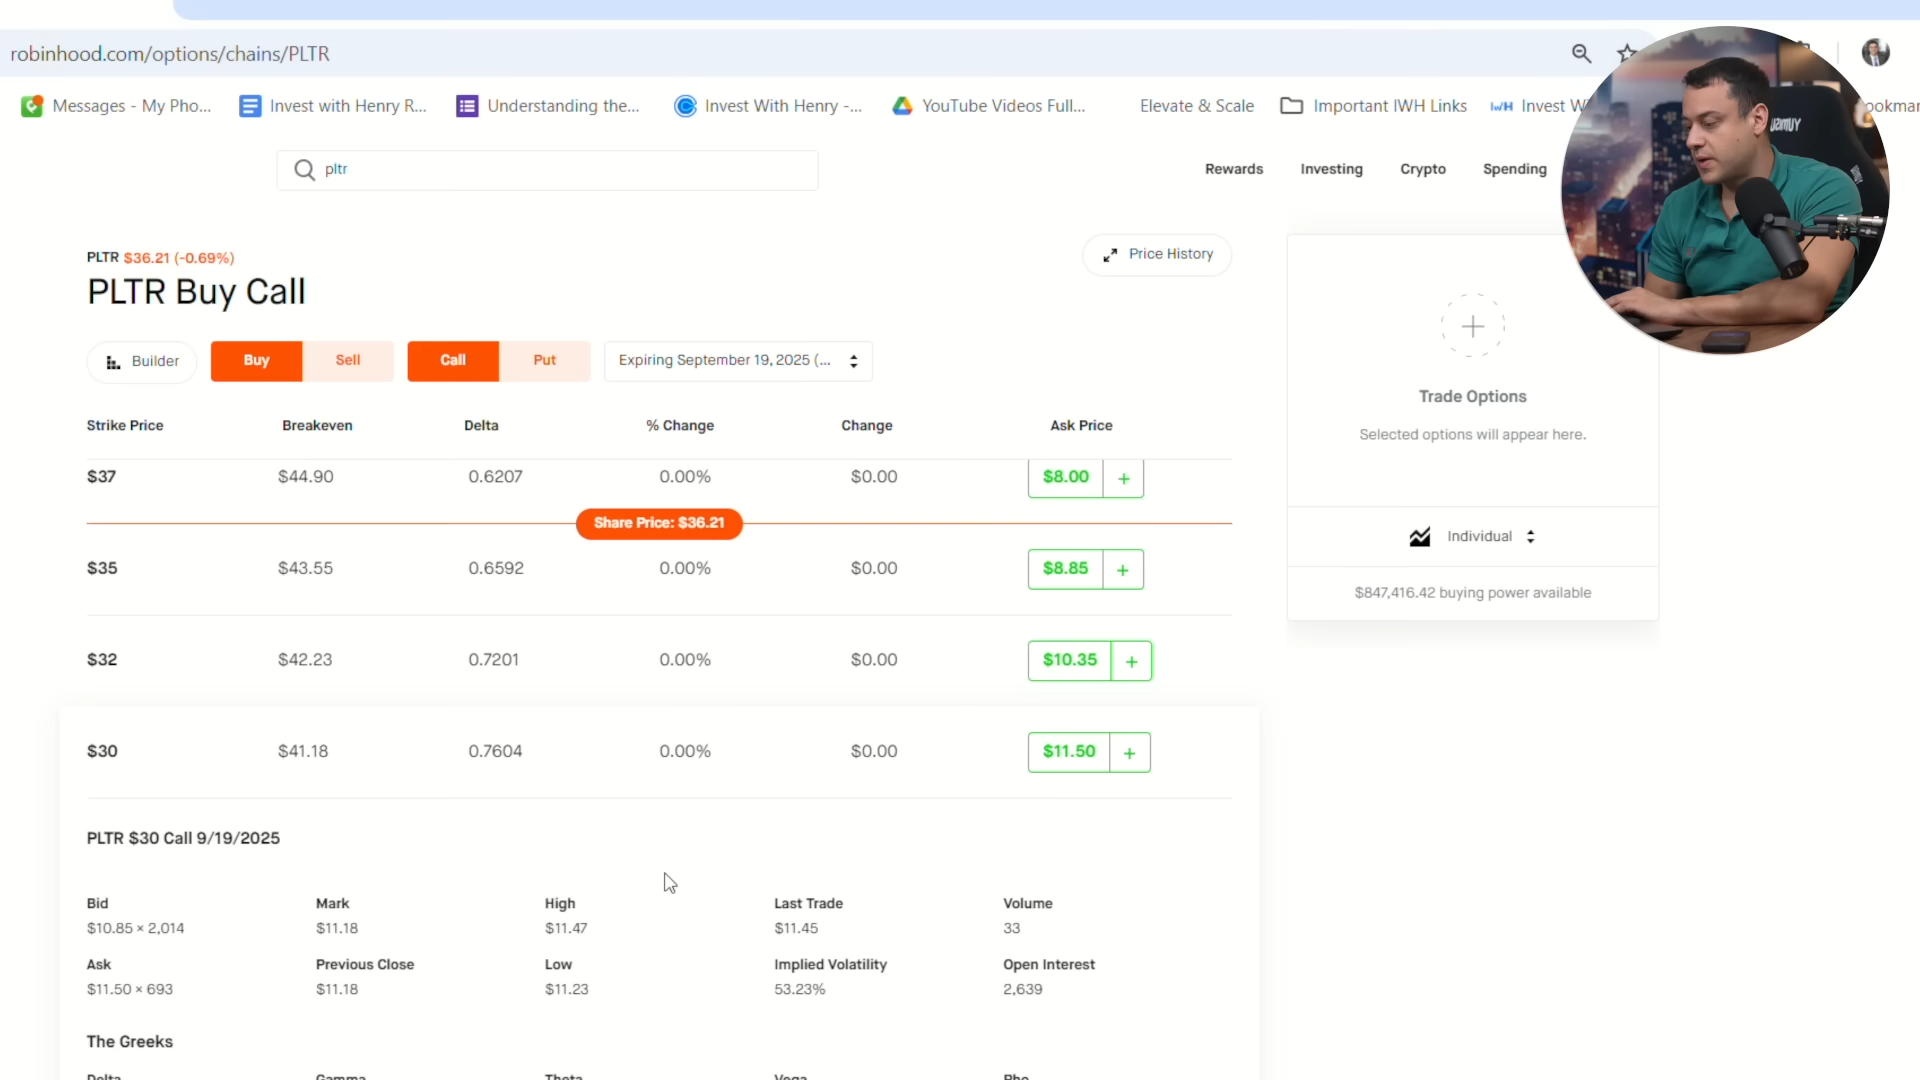 robinhood.com/options/chains/PLTR
Messages - My Pho... Invest with Henry R... Understanding the... Invest With Henry -... YouTube Videos Full... Elevate & Scale Important IWH Links IWH Invest W
pltr
Rewards Investing Crypto Spending
PLTR $36.21 (-0.69%)
Price History
PLTR Buy Call
Builder Buy Sell Call Put Expiring September 19, 2025 (...
Strike Price Breakeven Delta % Change Change Ask Price
$37 $44.90 0.6207 0.00% $0.00 $8.00 +
Share Price: $36.21
$35 $43.55 0.6592 0.00% $0.00 $8.85 +
$32 $42.23 0.7201 0.00% $0.00 $10.35 +
$30 $41.18 0.7604 0.00% $0.00 $11.50 +
PLTR $30 Call 9/19/2025
Bid Mark High Last Trade Volume
$10.85 × 2,014 $11.18 $11.47 $11.45 33
Ask Previous Close Low Implied Volatility Open Interest
$11.50 × 693 $11.18 $11.23 53.23% 2,639
The Greeks
Delta Gamma Theta Vega Rho
Trade Options
Selected options will appear here.
Individual
$847,416.42 buying power available